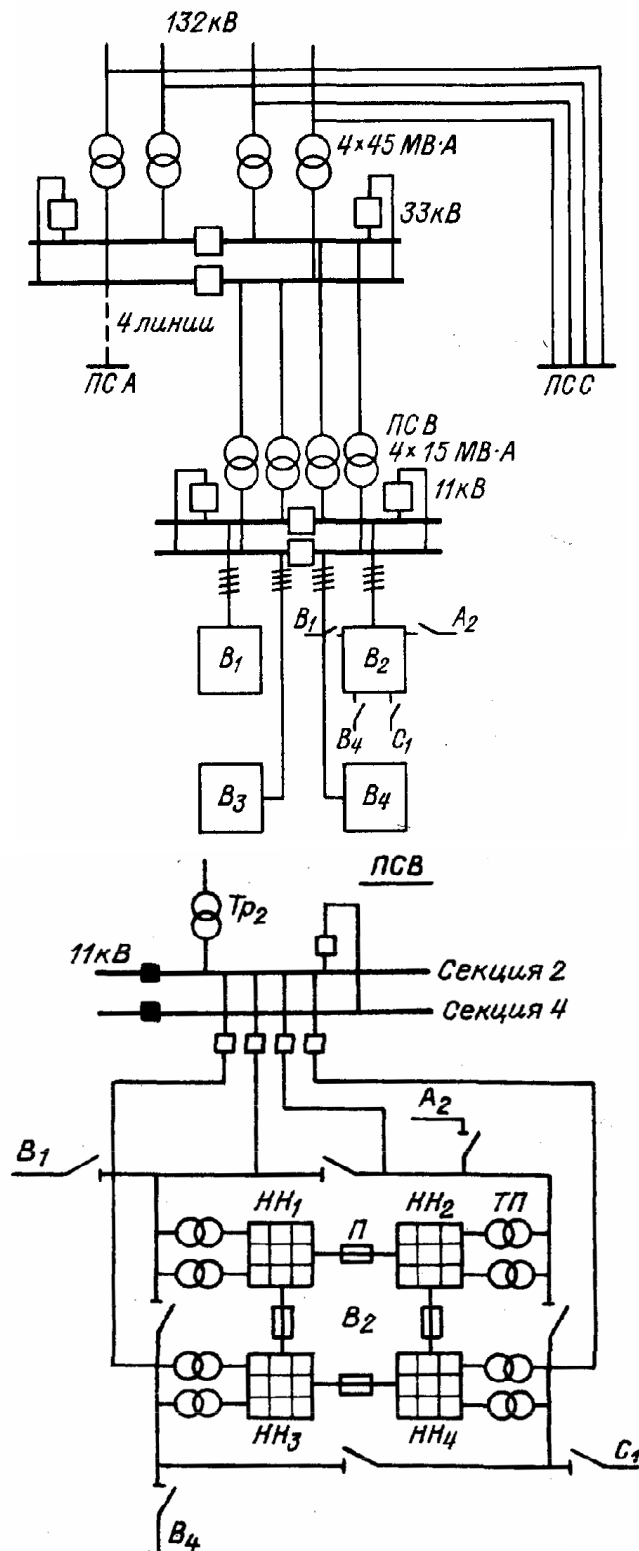 132кВ
4×45 МВ·А
33кВ
4 линии
ПС А
ПС С
ПС В
4×15 МВ·А
11кВ
В1
А2
В1
В2
В4
С1
В3
В4
ПСВ
Тр2
11кВ
Секция 2
Секция 4
А2
В1
НН1
П
НН2
ТП
В2
НН3
НН4
С1
В4